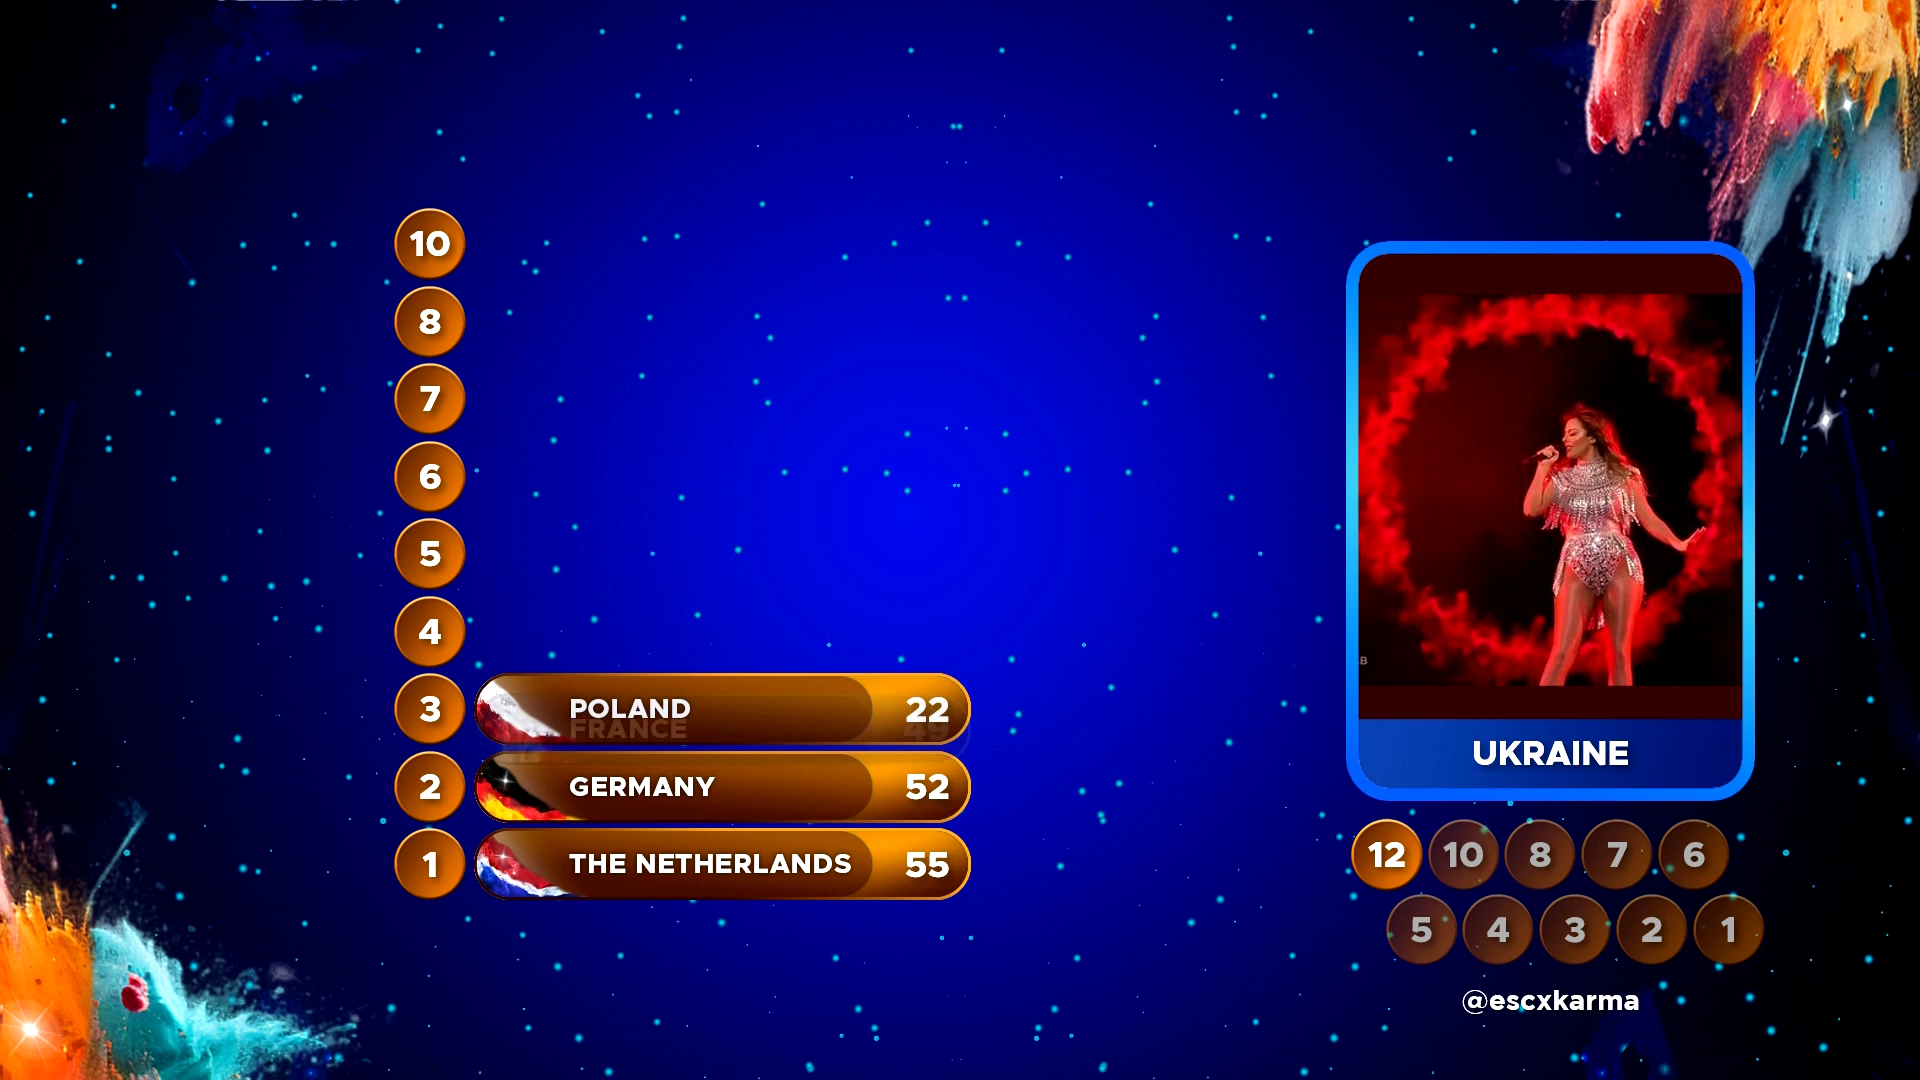 10
8
7
6
5
4
3 POLAND 22
FRANCE 49
2 GERMANY 52
1 THE NETHERLANDS 55
UKRAINE
12 10 8 7 6
5 4 3 2 1
@escxkarma